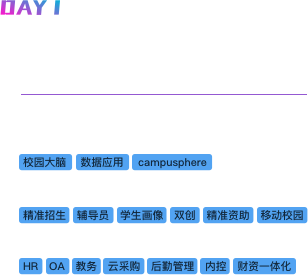 DAY 1
校园大脑 数据应用 campusphere
精准招生 辅导员 学生画像 双创 精准资助 移动校园
HR OA 教务 云采购 后勤管理 内控 财资一体化